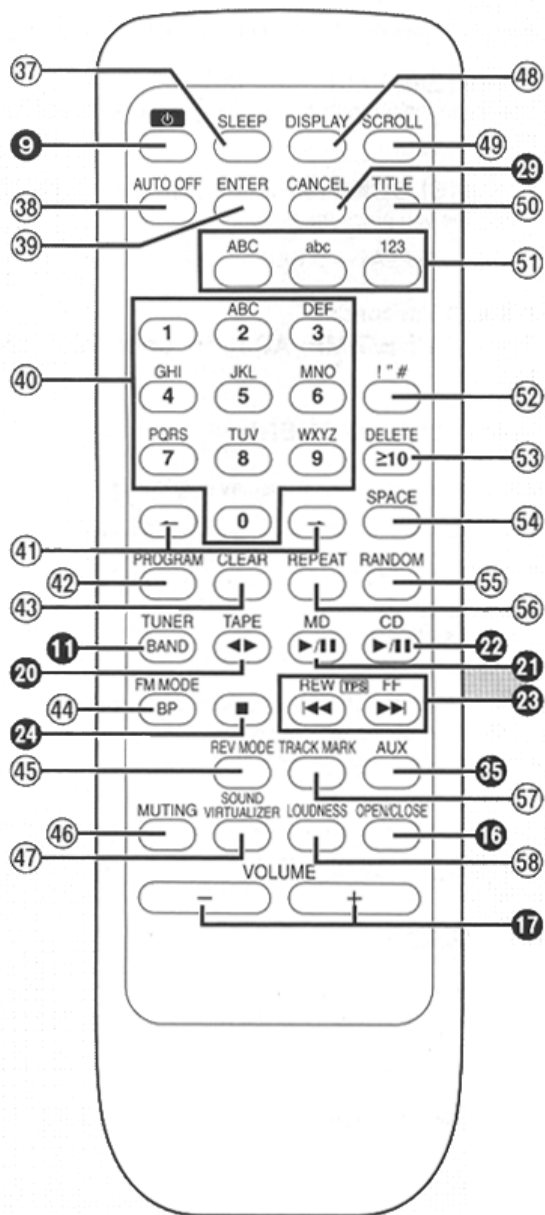 37 48
⏻ SLEEP DISPLAY SCROLL
9 49
AUTO OFF ENTER CANCEL TITLE 29
38 50
39
ABC abc 123 51
ABC DEF
1 2 3
40 GHI JKL MNO ! " #
4 5 6 52
PQRS TUV WXYZ DELETE
7 8 9 ≥10 53
SPACE
← 0 → 54
41
PROGRAM CLEAR REPEAT RANDOM
42 55
43 56
TUNER TAPE MD CD
11 BAND ◄► ►/II ►/II 22
20 21
FM MODE REW TPS FF
44 BP ■ I◄◄ ►►I 23
24
REV MODE TRACK MARK AUX
45 35
57
MUTING SOUND VIRTUALIZER LOUDNESS OPEN/CLOSE
46 16
47 58
VOLUME
− +
17